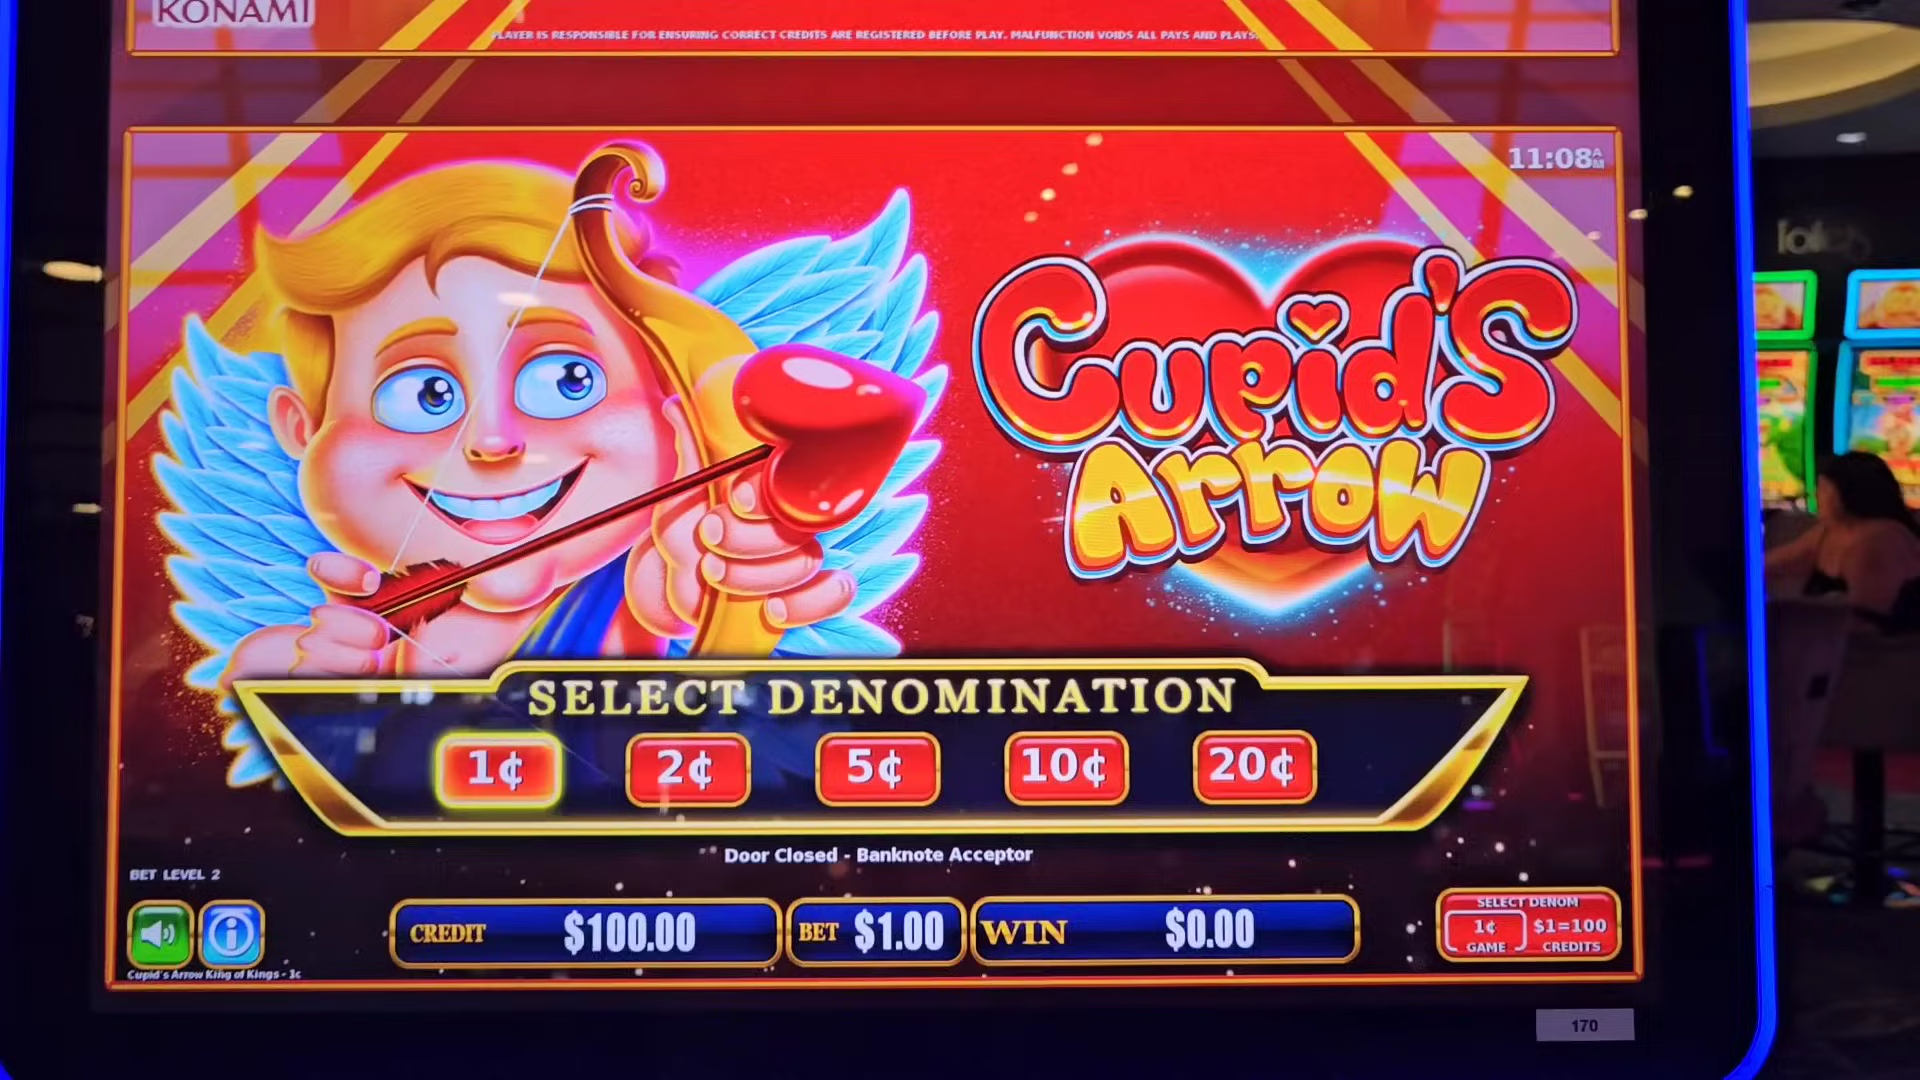 KONAMI
PLAYER IS RESPONSIBLE FOR ENSURING CORRECT CREDITS ARE REGISTERED BEFORE PLAY. MALFUNCTION VOIDS ALL PAYS AND PLAYS.
11:08AM
Cupid's
Arrow
SELECT DENOMINATION
1¢ 2¢ 5¢ 10¢ 20¢
Door Closed - Banknote Acceptor
BET LEVEL 2
CREDIT $100.00 BET $1.00 WIN $0.00
SELECT DENOM
1¢ $1=100
GAME CREDITS
Cupid's Arrow King of Kings - 1c
170